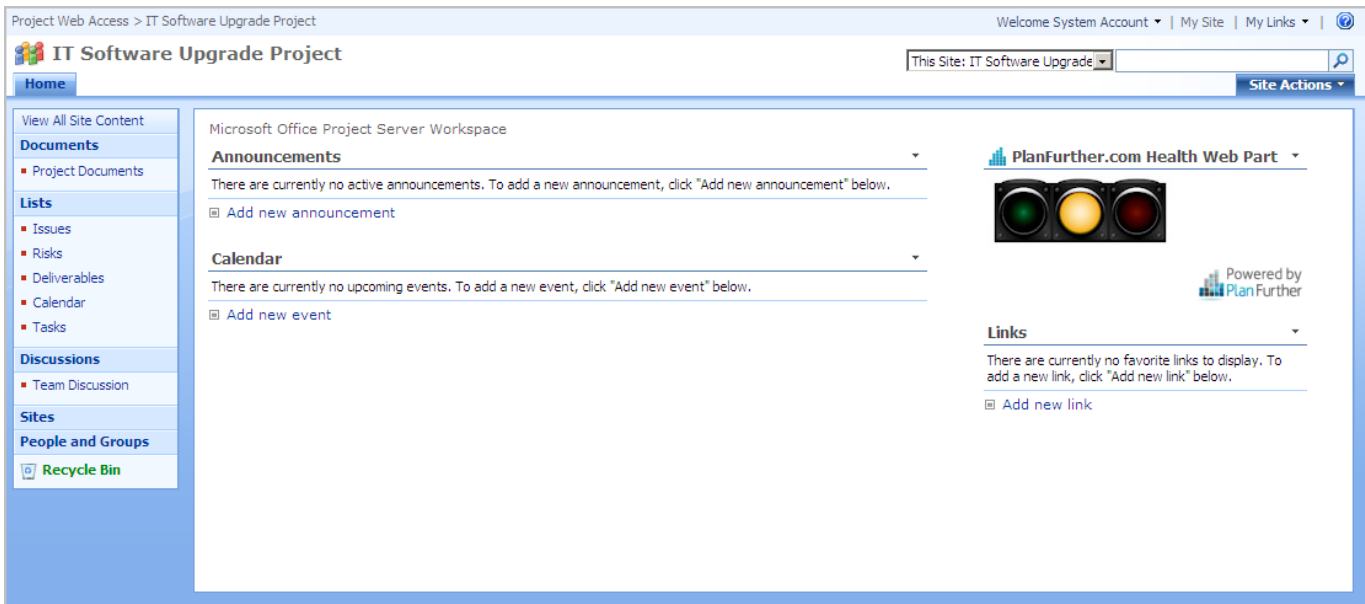 Project Web Access > IT Software Upgrade Project
Welcome System Account | My Site | My Links |
IT Software Upgrade Project
This Site: IT Software Upgrade
Home
Site Actions
View All Site Content
Documents
Project Documents
Lists
Issues
Risks
Deliverables
Calendar
Tasks
Discussions
Team Discussion
Sites
People and Groups
Recycle Bin
Microsoft Office Project Server Workspace
Announcements
There are currently no active announcements. To add a new announcement, click "Add new announcement" below.
Add new announcement
Calendar
There are currently no upcoming events. To add a new event, click "Add new event" below.
Add new event
PlanFurther.com Health Web Part
Powered by
PlanFurther
Links
There are currently no favorite links to display. To
add a new link, click "Add new link" below.
Add new link